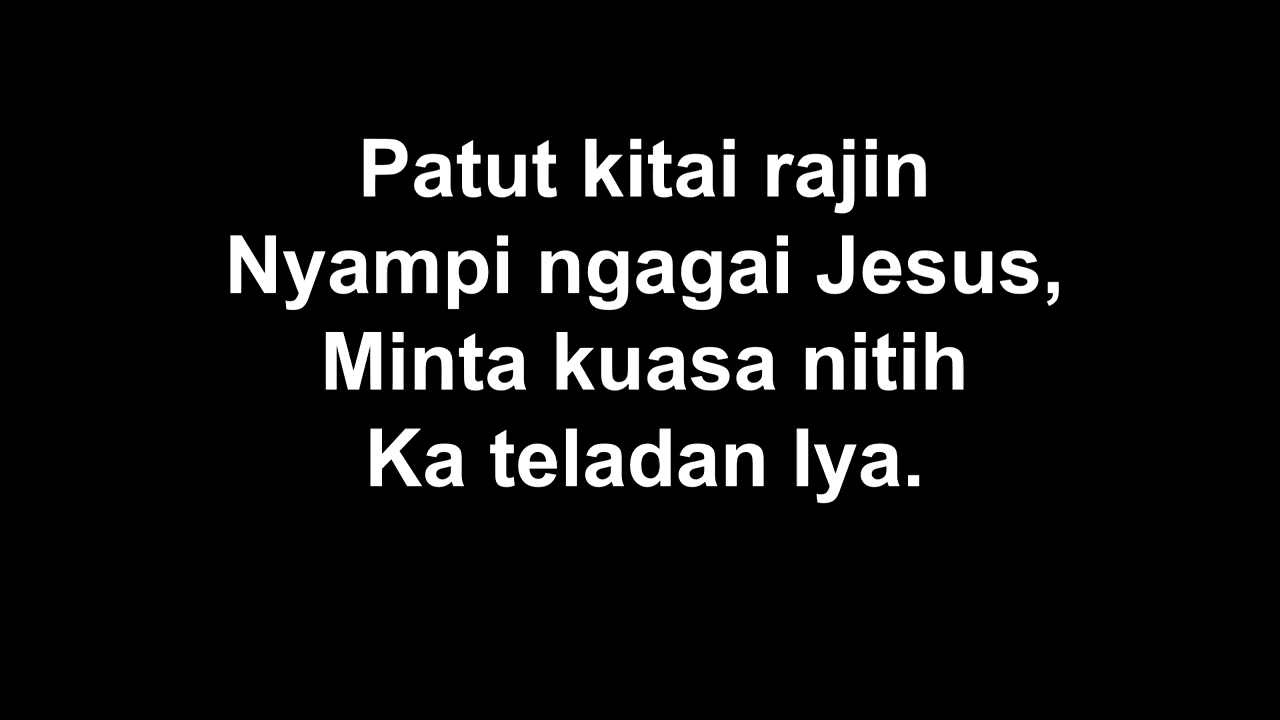 Patut kitai rajin
Nyampi ngagai Jesus,
Minta kuasa nitih
Ka teladan Iya.